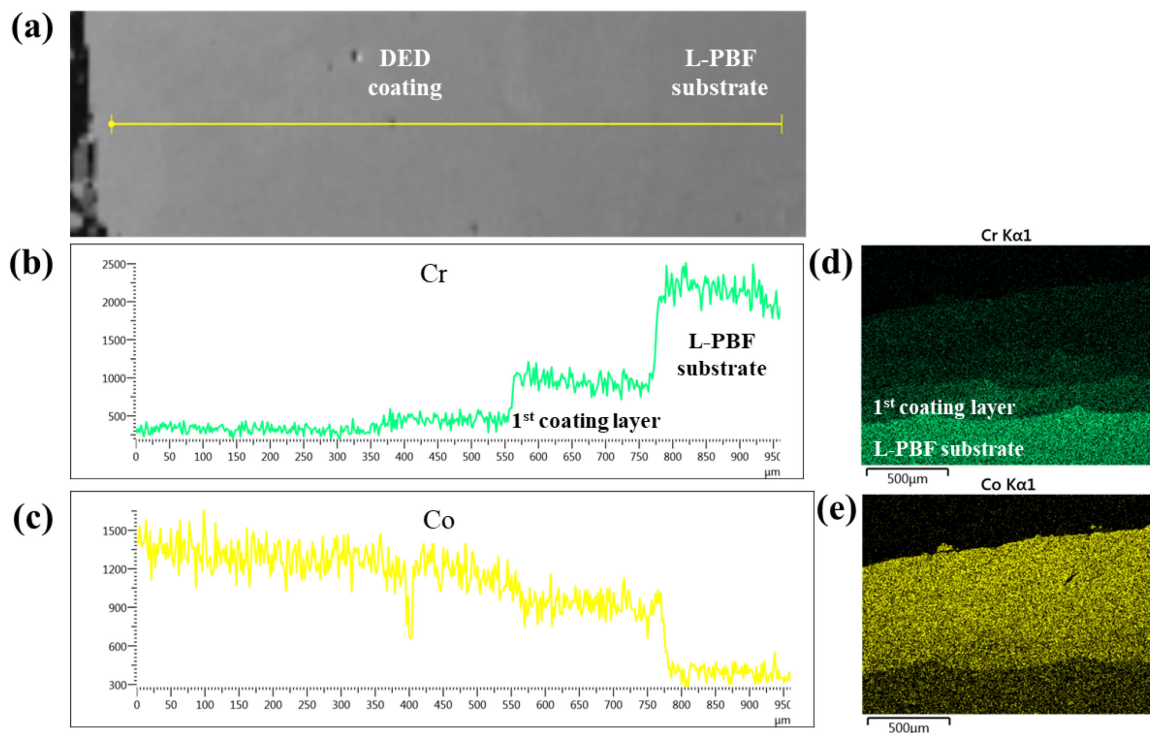 (a)
DED
coating
L-PBF
substrate
(b)
Cr
2500
2000
1500
1000
500
L-PBF
substrate
1st coating layer
0 50 100 150 200 250 300 350 400 450 500 550 600 650 700 750 800 850 900 950
µm
(d)
Cr Kα1
1st coating layer
L-PBF substrate
500µm
(c)
Co
1500
1200
900
600
300
0 50 100 150 200 250 300 350 400 450 500 550 600 650 700 750 800 850 900 950
µm
(e)
Co Kα1
500µm